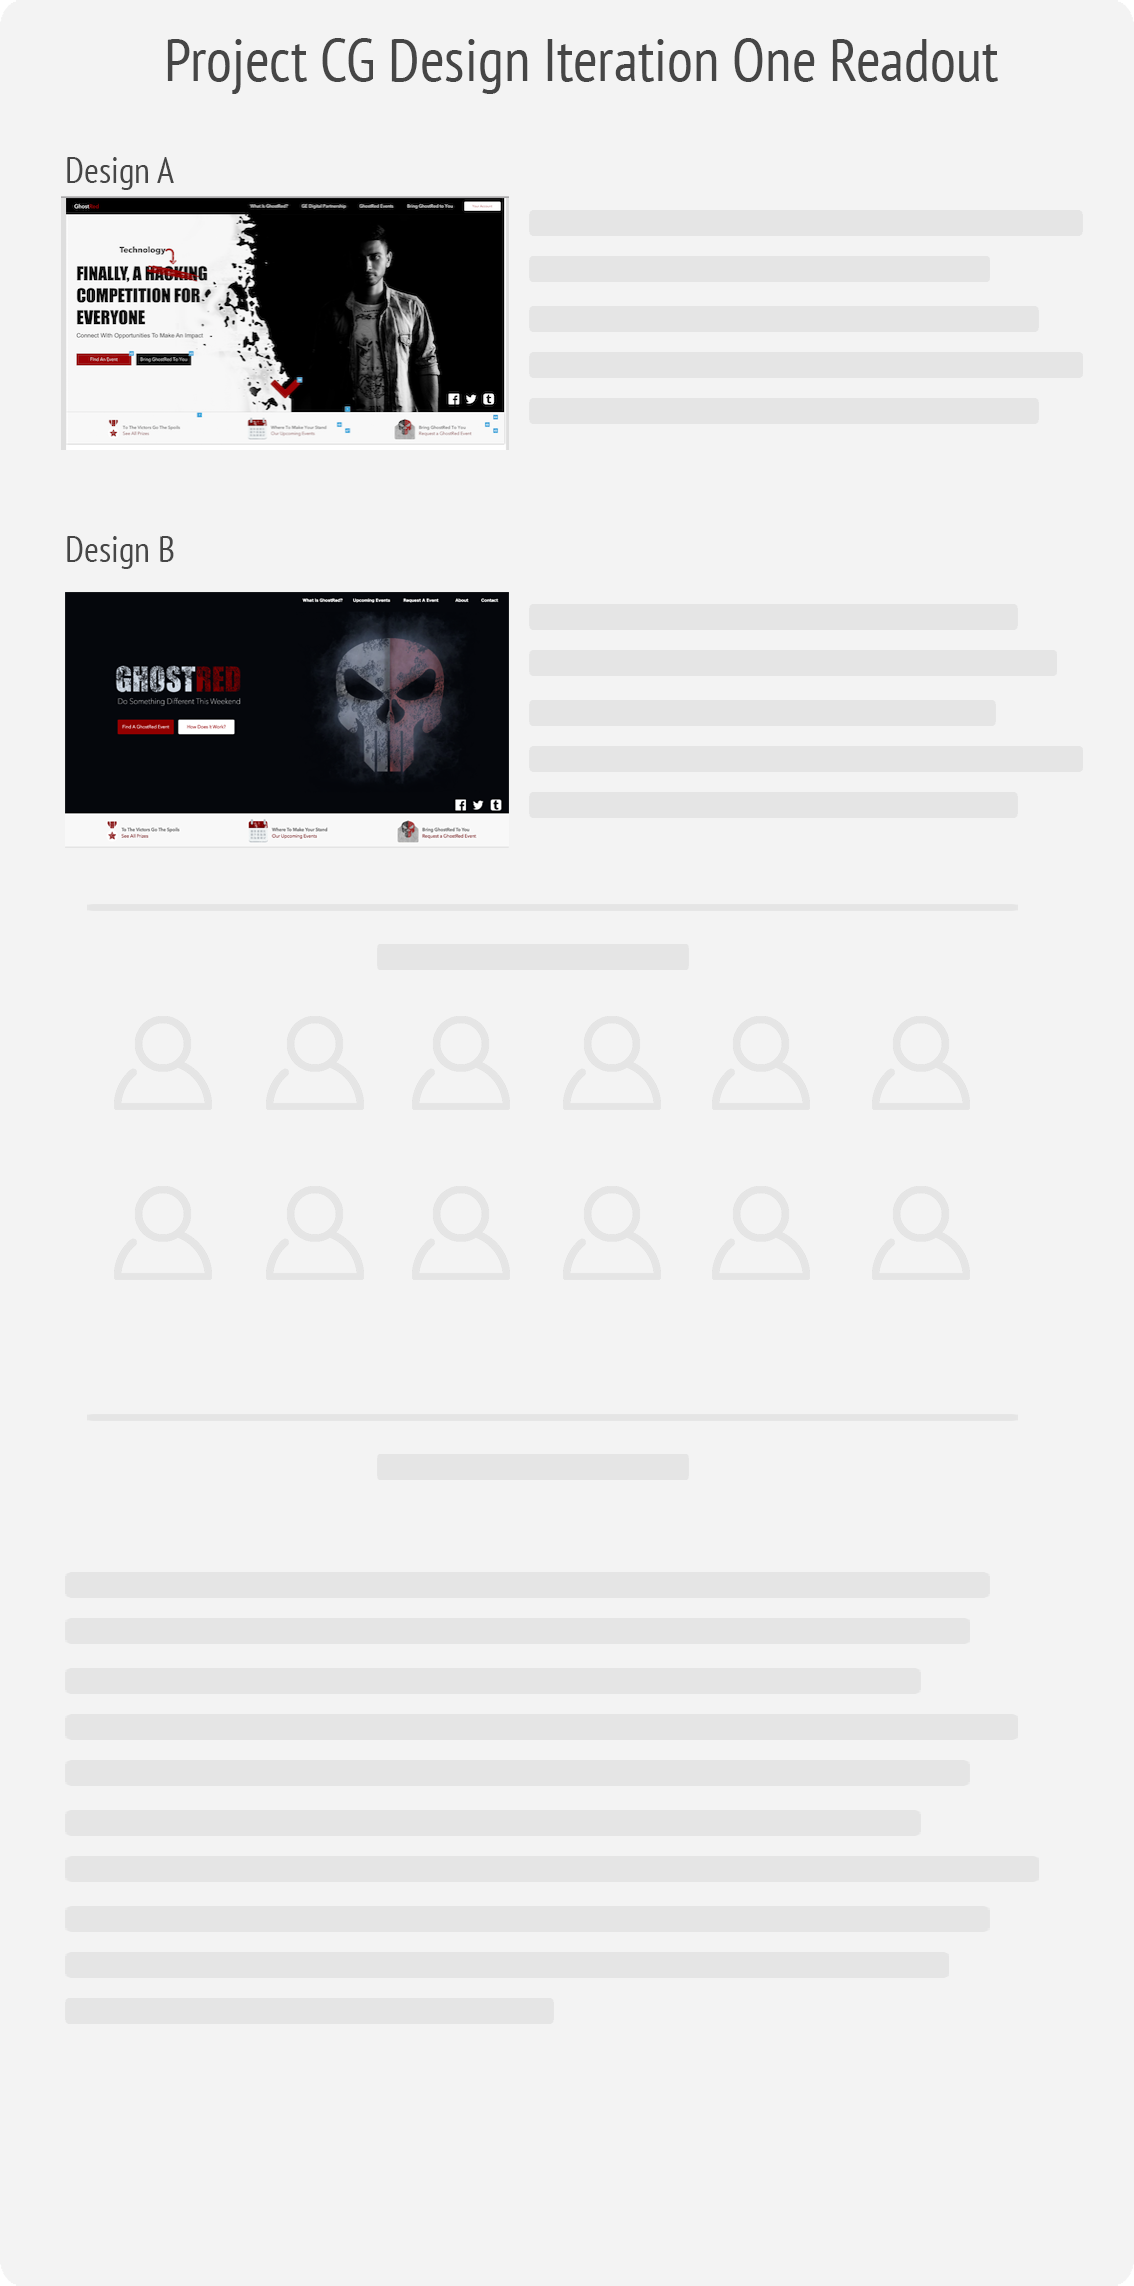 Project CG Design Iteration One Readout
Design A
GhostRed
What Is GhostRed? GE Digital Partnership GhostRed Events Bring GhostRed to You
Technology
FINALLY, A HACKING
COMPETITION FOR
EVERYONE
Connect With Opportunities To Make An Impact
Find An Event Bring GhostRed To You
To The Victors Go The Spoils
See All Prizes
Where To Make Your Stand
Our Upcoming Events
Bring GhostRed To You
Request a GhostRed Event
Design B
What Is GhostRed? Upcoming Events Request A Event About Contact
GHOSTRED
Do Something Different This Weekend
Find A GhostRed Event How Does It Work?
To The Victors Go The Spoils
See All Prizes
Where To Make Your Stand
Our Upcoming Events
Bring GhostRed To You
Request a GhostRed Event